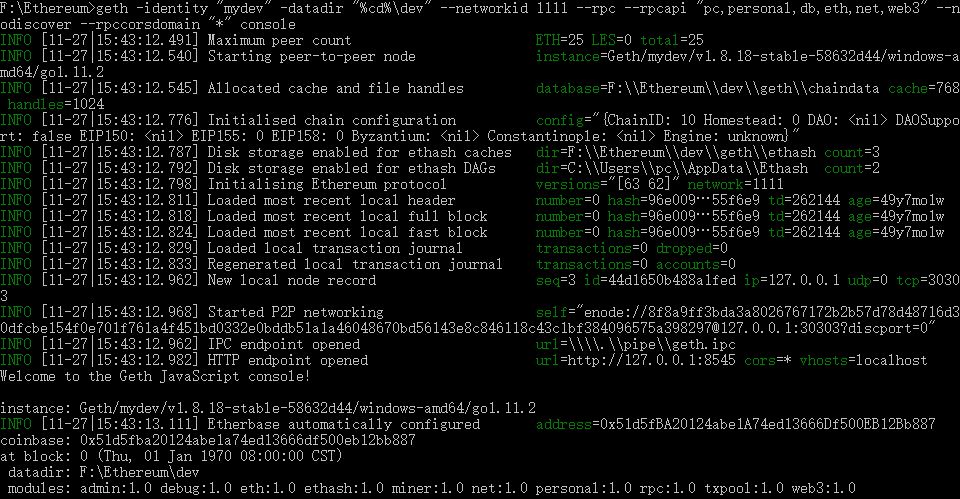 F:\Ethereum>geth -identity "mydev" -datadir "%cd%\dev" --networkid 1111 --rpc --rpcapi "pc,personal,db,eth,net,web3" --n
odiscover --rpccorsdomain "*" console
INFO [11-27|15:43:12.491] Maximum peer count                       ETH=25 LES=0 total=25
INFO [11-27|15:43:12.540] Starting peer-to-peer node               instance=Geth/mydev/v1.8.18-stable-58632d44/windows-a
md64/go1.11.2
INFO [11-27|15:43:12.545] Allocated cache and file handles         database=F:\\Ethereum\\dev\\geth\\chaindata cache=768
 handles=1024
INFO [11-27|15:43:12.776] Initialised chain configuration          config="{ChainID: 10 Homestead: 0 DAO: <nil> DAOSuppo
rt: false EIP150: <nil> EIP155: 0 EIP158: 0 Byzantium: <nil> Constantinople: <nil> Engine: unknown}"
INFO [11-27|15:43:12.787] Disk storage enabled for ethash caches   dir=F:\\Ethereum\\dev\\geth\\ethash count=3
INFO [11-27|15:43:12.792] Disk storage enabled for ethash DAGs     dir=C:\\Users\\pc\\AppData\\Ethash  count=2
INFO [11-27|15:43:12.798] Initialising Ethereum protocol           versions="[63 62]" network=1111
INFO [11-27|15:43:12.811] Loaded most recent local header          number=0 hash=96e009…55f6e9 td=262144 age=49y7mo1w
INFO [11-27|15:43:12.818] Loaded most recent local full block      number=0 hash=96e009…55f6e9 td=262144 age=49y7mo1w
INFO [11-27|15:43:12.824] Loaded most recent local fast block      number=0 hash=96e009…55f6e9 td=262144 age=49y7mo1w
INFO [11-27|15:43:12.829] Loaded local transaction journal         transactions=0 dropped=0
INFO [11-27|15:43:12.833] Regenerated local transaction journal    transactions=0 accounts=0
INFO [11-27|15:43:12.968] New local node record                    seq=3 id=44d1650b488a1fed ip=127.0.0.1 udp=0 tcp=3030
3
INFO [11-27|15:43:12.968] Started P2P networking                   self="enode://8f8a9ff3bda3a8026767172b2b57d78d48716d3
0dfcbe154f0e701f761a4f451bd0332e0bddb51a1a46048670bd56143e8c846118c43c1bf384096575a398297@127.0.0.1:30303?discport=0"
INFO [11-27|15:43:12.962] IPC endpoint opened                      url=\\\\.\\pipe\\geth.ipc
INFO [11-27|15:43:12.982] HTTP endpoint opened                     url=http://127.0.0.1:8545 cors=* vhosts=localhost
Welcome to the Geth JavaScript console!

instance: Geth/mydev/v1.8.18-stable-58632d44/windows-amd64/go1.11.2
INFO [11-27|15:43:13.111] Etherbase automatically configured       address=0x51d5fBA20124abe1A74ed13666Df500EB12Bb887
coinbase: 0x51d5fba20124abe1a74ed13666df500eb12bb887
at block: 0 (Thu, 01 Jan 1970 08:00:00 CST)
 datadir: F:\Ethereum\dev
 modules: admin:1.0 debug:1.0 eth:1.0 ethash:1.0 miner:1.0 net:1.0 personal:1.0 rpc:1.0 txpool:1.0 web3:1.0